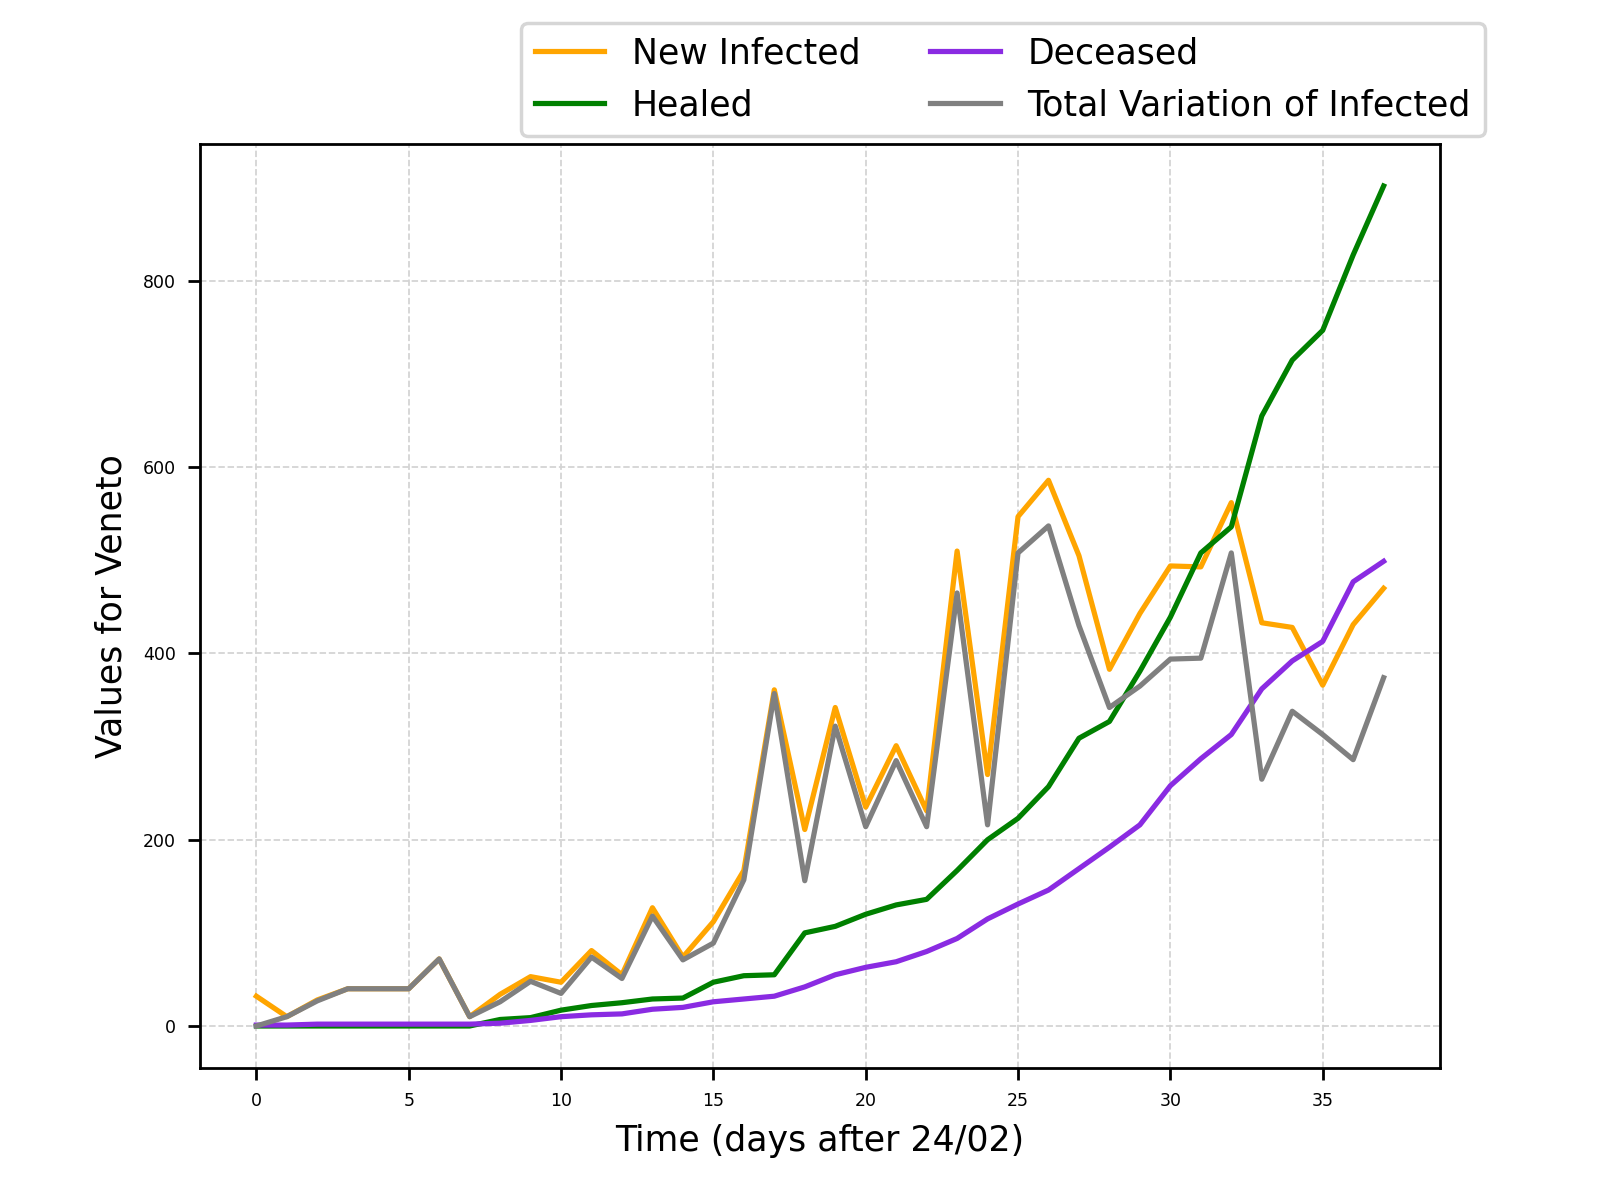 New Infected
Healed
Deceased
Total Variation of Infected
800
600
400
200
0
Values for Veneto
0 5 10 15 20 25 30 35
Time (days after 24/02)